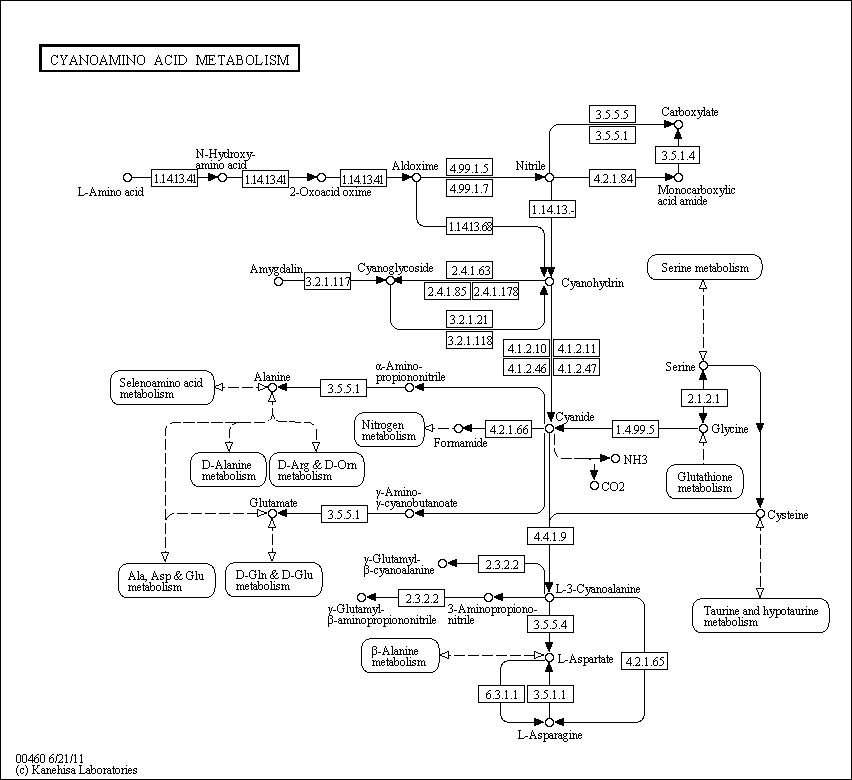 CYANOAMINO ACID METABOLISM
3.5.5.5
Carboxylate
3.5.5.1
N-Hydroxy-
amino acid
Aldoxime
4.99.1.5
Nitrile
3.5.1.4
1.14.13.41
1.14.13.41
1.14.13.41
4.2.1.84
L-Amino acid
2-Oxoacid oxime
4.99.1.7
Monocarboxylic
acid amide
1.14.13.-
1.14.13.68
Amygdalin
Cyanoglycoside
2.4.1.63
Serine metabolism
3.2.1.117
Cyanohydrin
2.4.1.85
2.4.1.178
3.2.1.21
3.2.1.118
4.1.2.10
4.1.2.11
4.1.2.46
4.1.2.47
Serine
α-Amino-
propiononitrile
Alanine
Selenoamino acid
metabolism
3.5.5.1
2.1.2.1
Nitrogen
metabolism
Cyanide
4.2.1.66
1.4.99.5
Glycine
Formamide
D-Alanine
metabolism
D-Arg & D-Orn
metabolism
NH3
CO2
Glutathione
metabolism
Glutamate
γ-Amino-
γ-cyanobutanoate
3.5.5.1
Cysteine
4.4.1.9
γ-Glutamyl-
β-cyanoalanine
2.3.2.2
Ala, Asp & Glu
metabolism
D-Gln & D-Glu
metabolism
L-3-Cyanoalanine
2.3.2.2
γ-Glutamyl-
β-aminopropiononitrile
3-Aminopropiono-
nitrile
Taurine and hypotaurine
metabolism
3.5.5.4
β-Alanine
metabolism
L-Aspartate
4.2.1.65
6.3.1.1
3.5.1.1
L-Asparagine
00460 6/21/11
(c) Kanehisa Laboratories